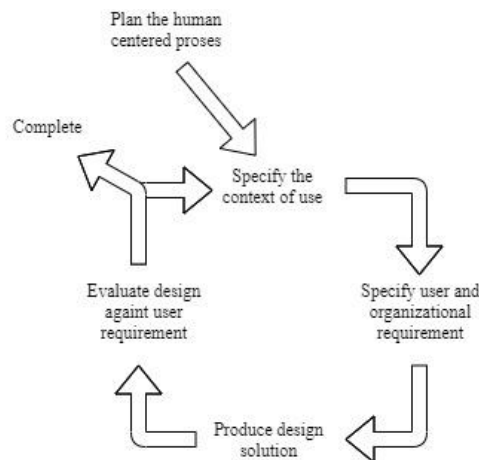 Plan the human
centered proses
Complete
Specify the
context of use
Evaluate design
againt user
requirement
Specify user and
organizational
requirement
Produce design
solution